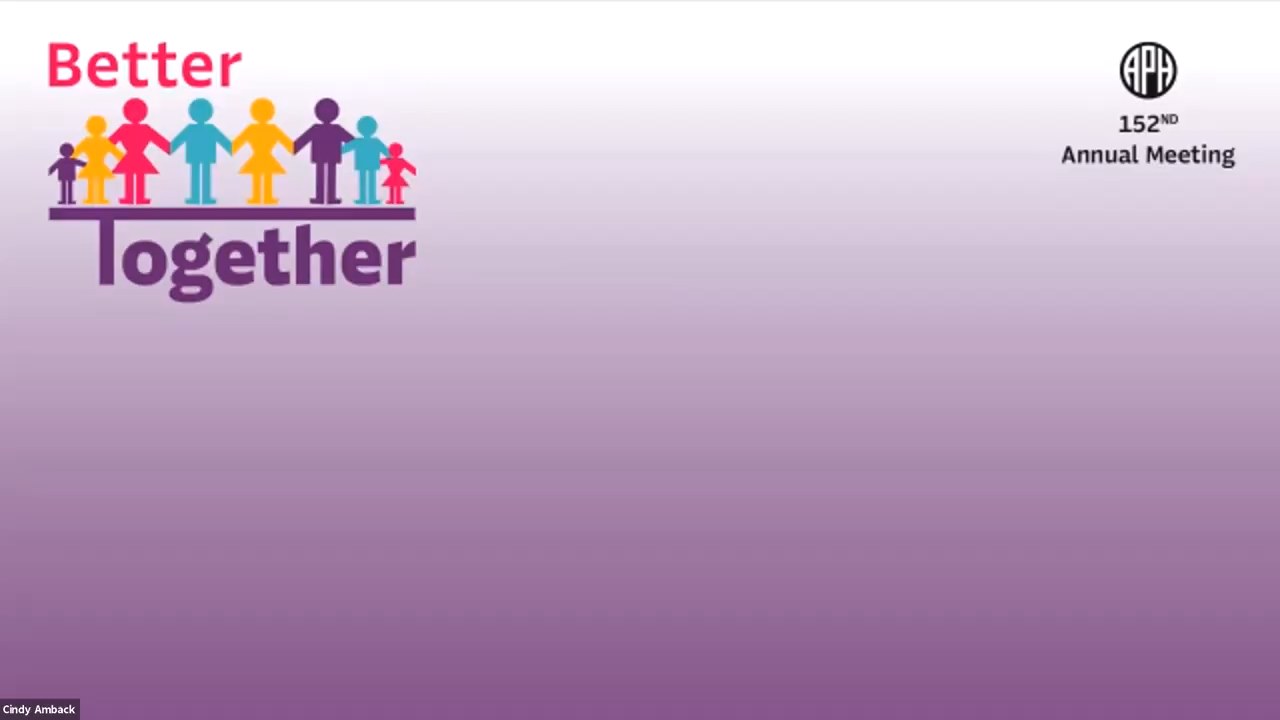 Better
Together
APH
152ND
Annual Meeting
Cindy Amback